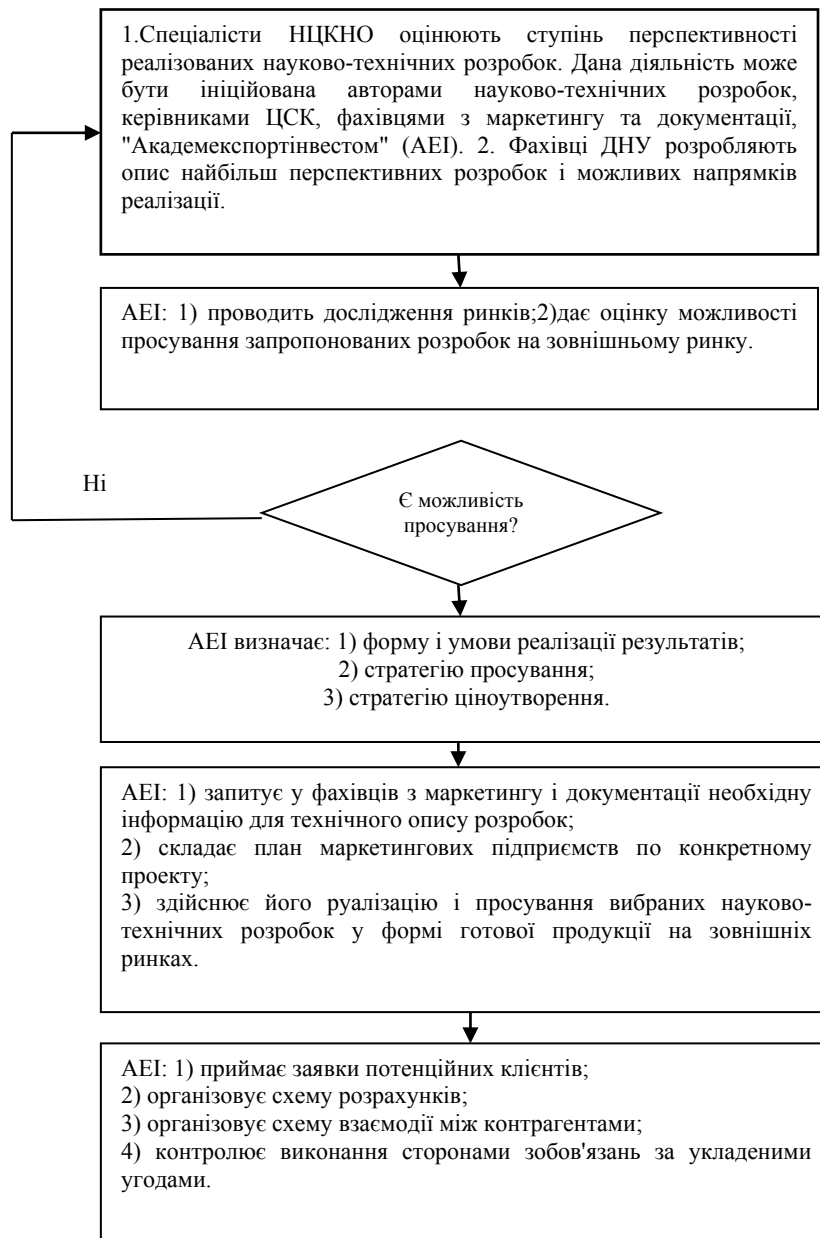 1.Спеціалісти НЦКНО оцінюють ступінь перспективності
реалізованих науково-технічних розробок. Дана діяльність може
бути ініційована авторами науково-технічних розробок,
керівниками ЦСК, фахівцями з маркетингу та документації,
"Академекспортінвестом" (АЕІ). 2. Фахівці ДНУ розробляють
опис найбільш перспективних розробок і можливих напрямків
реалізації.
АЕІ: 1) проводить дослідження ринків;2)дає оцінку можливості
просування запропонованих розробок на зовнішньому ринку.
Ні
Є можливість
просування?
АЕІ визначає: 1) форму і умови реалізації результатів;
2) стратегію просування;
3) стратегію ціноутворення.
АЕІ: 1) запитує у фахівців з маркетингу і документації необхідну
інформацію для технічного опису розробок;
2) складає план маркетингових підприємств по конкретному
проекту;
3) здійснює його руалізацію і просування вибраних науково-
технічних розробок у формі готової продукції на зовнішніх
ринках.
АЕІ: 1) приймає заявки потенційних клієнтів;
2) організовує схему розрахунків;
3) організовує схему взаємодії між контрагентами;
4) контролює виконання сторонами зобов'язань за укладеними
угодами.